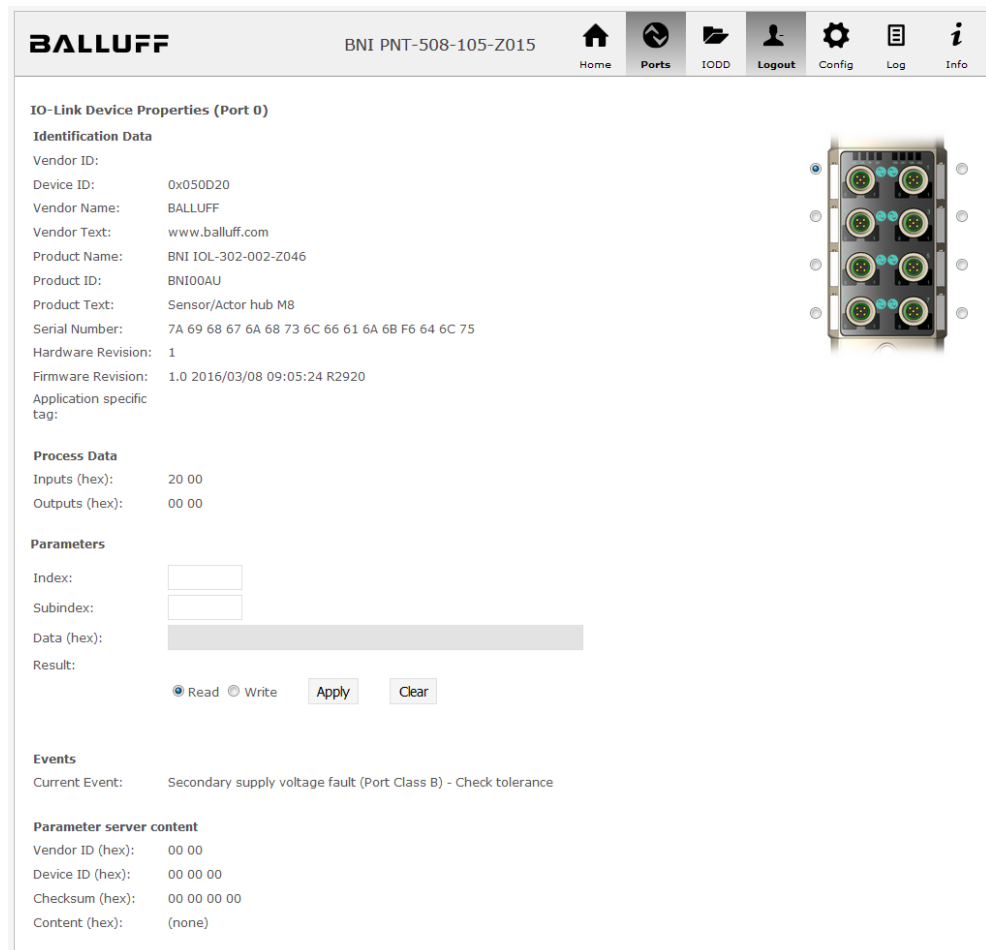 BALLUFF
BNI PNT-508-105-Z015
Home
Ports
IODD
Logout
Config
Log
Info
IO-Link Device Properties (Port 0)
Identification Data
Vendor ID:
Device ID: 0x050D20
Vendor Name: BALLUFF
Vendor Text: www.balluff.com
Product Name: BNI IOL-302-002-Z046
Product ID: BNI00AU
Product Text: Sensor/Actor hub M8
Serial Number: 7A 69 68 67 6A 68 73 6C 66 61 6A 6B F6 64 6C 75
Hardware Revision: 1
Firmware Revision: 1.0 2016/03/08 09:05:24 R2920
Application specific
tag:
Process Data
Inputs (hex): 20 00
Outputs (hex): 00 00
Parameters
Index:
Subindex:
Data (hex):
Result:
Read Write Apply Clear
Events
Current Event: Secondary supply voltage fault (Port Class B) - Check tolerance
Parameter server content
Vendor ID (hex): 00 00
Device ID (hex): 00 00 00
Checksum (hex): 00 00 00 00
Content (hex): (none)